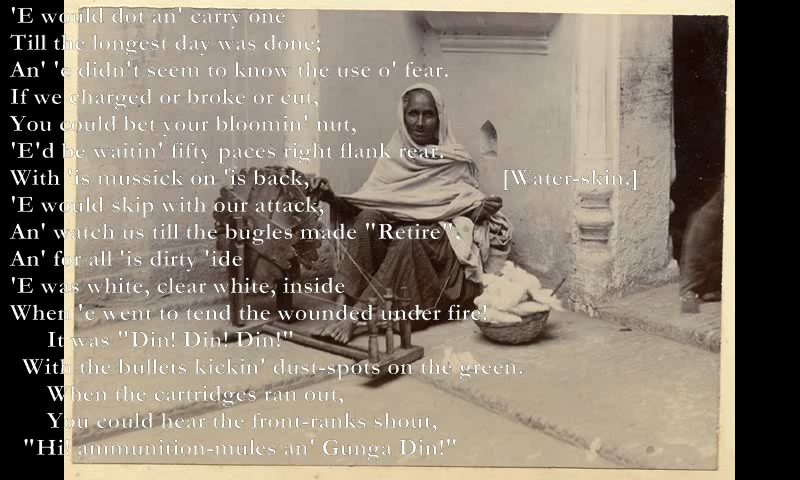 'E would dot an' carry one
Till the longest day was done;
An' 'e didn't seem to know the use o' fear.
If we charged or broke or cut,
You could bet your bloomin' nut,
'E'd be waitin' fifty paces right flank rear.
With 'is mussick on 'is back, [Water-skin.]
'E would skip with our attack,
An' watch us till the bugles made "Retire",
An' for all 'is dirty 'ide
'E was white, clear white, inside
When 'e went to tend the wounded under fire!
It was "Din! Din! Din!"
With the bullets kickin' dust-spots on the green.
When the cartridges ran out,
You could hear the front-ranks shout,
"Hi! ammunition-mules an' Gunga Din!"